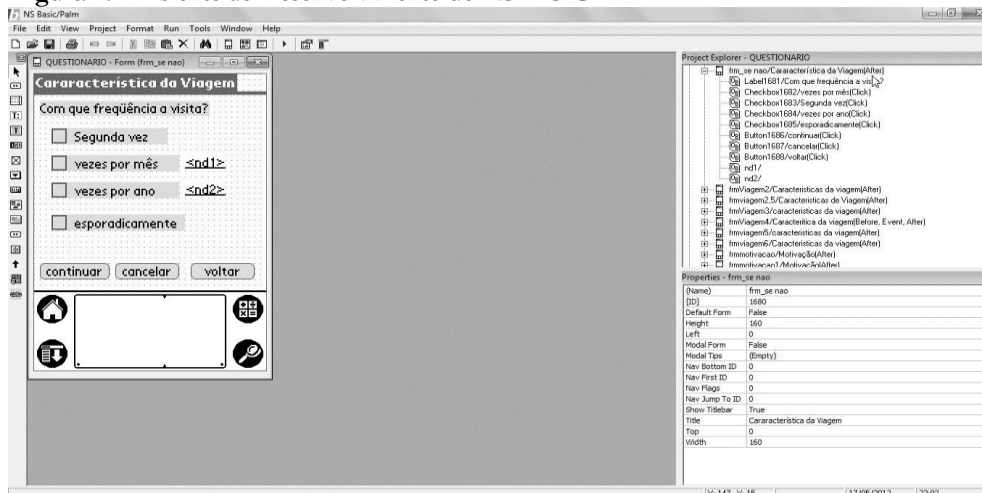 NS Basic/Palm
File Edit View Project Format Run Tools Window Help
QUESTIONARIO - Form (frm_se nao)
Cararacterística da Viagem
Com que freqüência a visita?
Segunda vez
vezes por mês <nd1>
vezes por ano <nd2>
esporadicamente
continuar cancelar voltar
Project Explorer - QUESTIONARIO
frm_se nao/Cararacterística da Viagem(After)
Label1681/Com que freqüência a visita?
Checkbox1682/vezes por mês(Click)
Checkbox1683/Segunda vez(Click)
Checkbox1684/vezes por ano(Click)
Checkbox1685/esporadicamente(Click)
Button1686/continuar(Click)
Button1687/cancelar(Click)
Button1688/voltar(Click)
nd1/
nd2/
frmViagem2/Caracteristicas da viagem(After)
frmviagem2,5/Caracteristicas de Viagem(After)
frmViagem3/caracteristicas da viagem(After)
frmViagem4/Caracteritica da viagem(Before, Event, After)
frmviagem5/caracteristicas da viagem(After)
frmviagem6/Caracteristicas da viagem(After)
frmmotivacao/Motivação(After)
frmmotivacao1/Motivação(After)
Properties - frm_se nao
(Name) frm_se nao
[ID] 1680
Default Form False
Height 160
Left 0
Modal Form False
Modal Tips (Empty)
Nav Bottom ID 0
Nav First ID 0
Nav Flags 0
Nav Jump To ID 0
Show Titlebar True
Title Cararacterística da Viagem
Top 0
Width 160